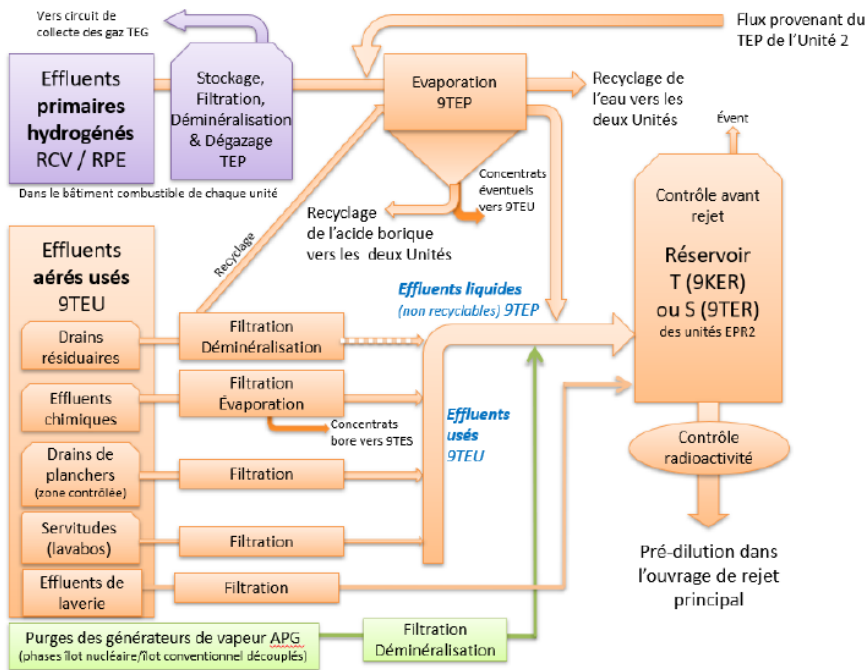 Vers circuit de
collecte des gaz TEG
Flux provenant du
TEP de l'Unité 2
Effluents
primaires
hydrogénés
RCV / RPE
Stockage,
Filtration,
Déminéralisation
& Dégazage
TEP
Evaporation
9TEP
Recyclage de
l'eau vers les
deux Unités
Dans le bâtiment combustible de chaque unité
Concentrats
éventuels
vers 9TEU
Recyclage
de l'acide borique
vers les deux Unités
Évent
Contrôle avant
rejet
Réservoir
T (9KER)
ou S (9TER)
des unités EPR2
Effluents
aérés usés
9TEU
Recyclage
Effluents liquides
(non recyclables) 9TEP
Drains
résiduaires
Filtration
Déminéralisation
Effluents
chimiques
Filtration
Évaporation
Concentrats
bore vers 9TES
Effluents
usés
9TEU
Drains de
planchers
(zone contrôlée)
Filtration
Servitudes
(lavabos)
Filtration
Effluents de
laverie
Filtration
Contrôle
radioactivité
Pré-dilution dans
l'ouvrage de rejet
principal
Purges des générateurs de vapeur APG
(phases îlot nucléaire/îlot conventionnel découplés)
Filtration
Déminéralisation